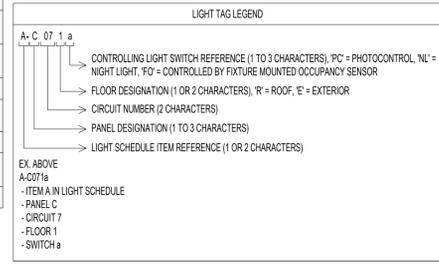 LIGHT TAG LEGEND
A- C 07 1 a
CONTROLLING LIGHT SWITCH REFERENCE (1 TO 3 CHARACTERS), 'PC' = PHOTOCONTROL, 'NL' =
NIGHT LIGHT, 'FO' = CONTROLLED BY FIXTURE MOUNTED OCCUPANCY SENSOR
FLOOR DESIGNATION (1 OR 2 CHARACTERS), 'R' = ROOF, 'E' = EXTERIOR
CIRCUIT NUMBER (2 CHARACTERS)
PANEL DESIGNATION (1 TO 3 CHARACTERS)
LIGHT SCHEDULE ITEM REFERENCE (1 OR 2 CHARACTERS)
EX. ABOVE
A-C071a
- ITEM A IN LIGHT SCHEDULE
- PANEL C
- CIRCUIT 7
- FLOOR 1
- SWITCH a